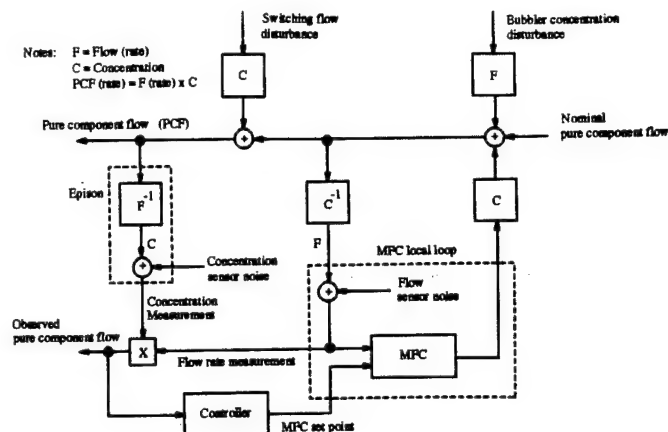 Switching flow
disturbance
Bubbler concentration
disturbance
Notes: F = Flow (rate)
C = Concentration
PCF (rate) = F (rate) x C
C
F
Pure component flow (PCF)
+
+
Nominal
pure component flow
Epison
F^-1
C^-1
C
C
F
MFC local loop
+
Concentration
sensor noise
+
Flow
sensor noise
Concentration
Measurement
Observed
pure component flow
X
Flow rate measurement
MFC
Controller
MFC set point